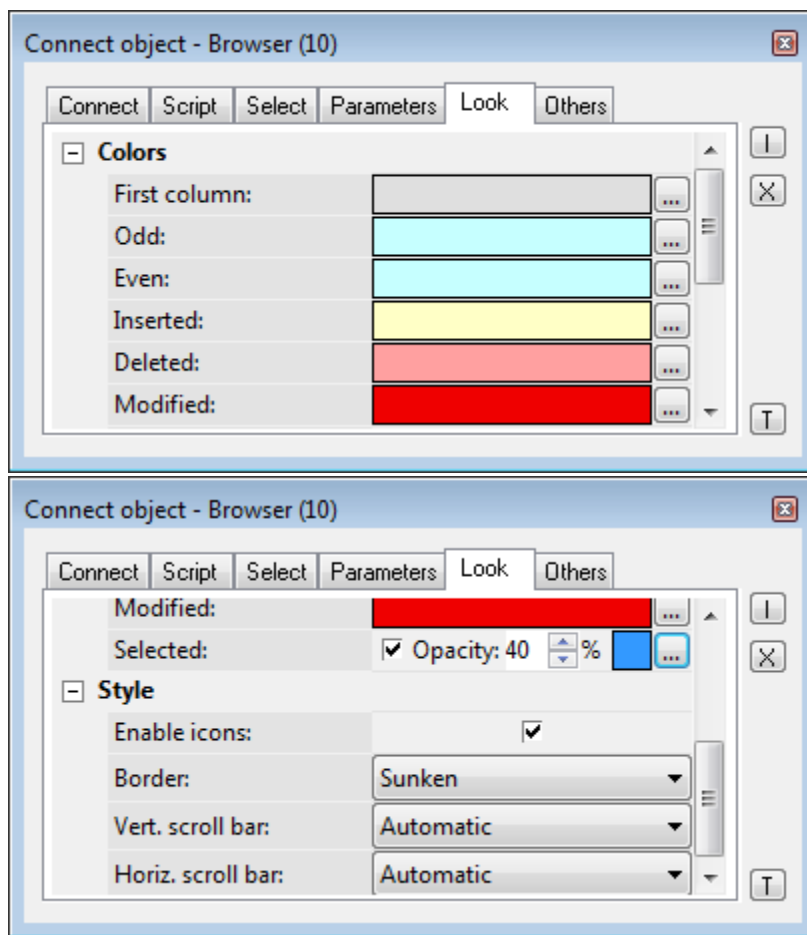 Connect object - Browser (10)
Connect Script Select Parameters Look Others
Colors
I
First column: ...
X
Odd: ...
Even: ...
Inserted: ...
Deleted: ...
Modified: ...
T
Connect object - Browser (10)
Connect Script Select Parameters Look Others
Modified: ...
I
Selected: Opacity: 40 % ...
X
Style
Enable icons:
Border: Sunken
Vert. scroll bar: Automatic
Horiz. scroll bar: Automatic
T